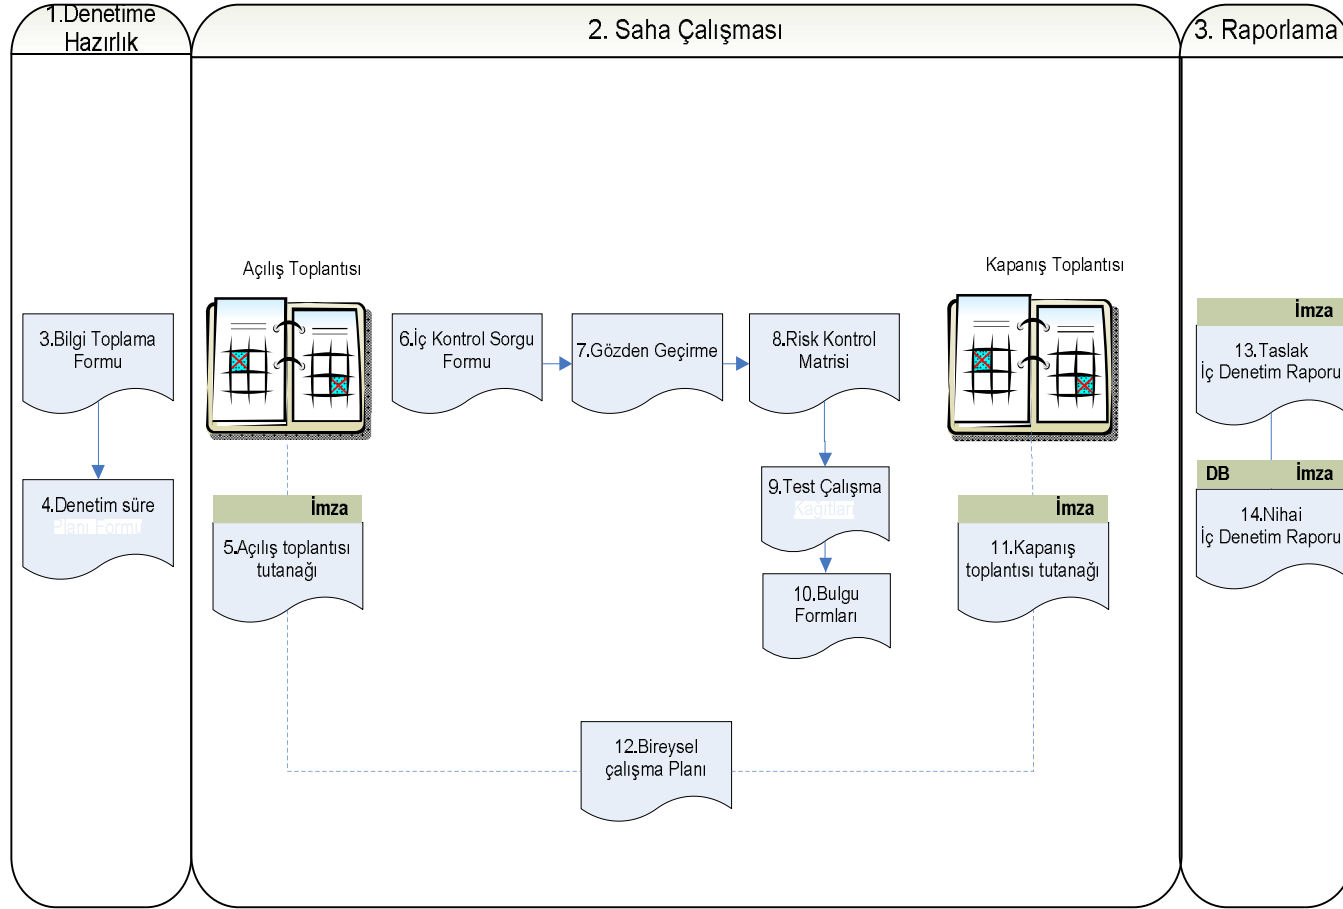 1.Denetime
Hazırlık
2. Saha Çalışması
3. Raporlama
3.Bilgi Toplama
Formu
4.Denetim süre
Planı Formu
Açılış Toplantısı
İmza
5.Açılış toplantısı
tutanağı
6.İç Kontrol Sorgu
Formu
7.Gözden Geçirme
8.Risk Kontrol
Matrisi
9.Test Çalışma
Kağıtları
10.Bulgu
Formları
Kapanış Toplantısı
İmza
11.Kapanış
toplantısı tutanağı
12.Bireysel
çalışma Planı
İmza
13.Taslak
İç Denetim Raporu
DB İmza
14.Nihai
İç Denetim Raporu